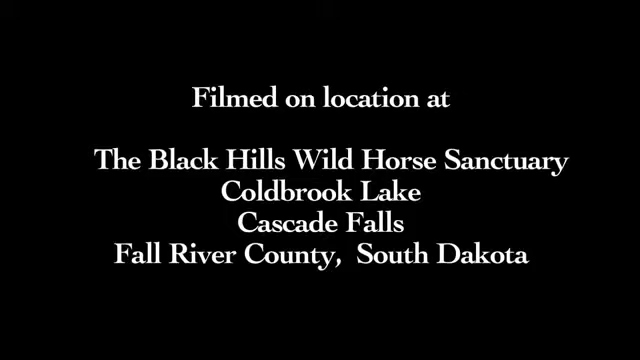 Filmed on location at
The Black Hills Wild Horse Sanctuary
Coldbrook Lake
Cascade Falls
Fall River County, South Dakota